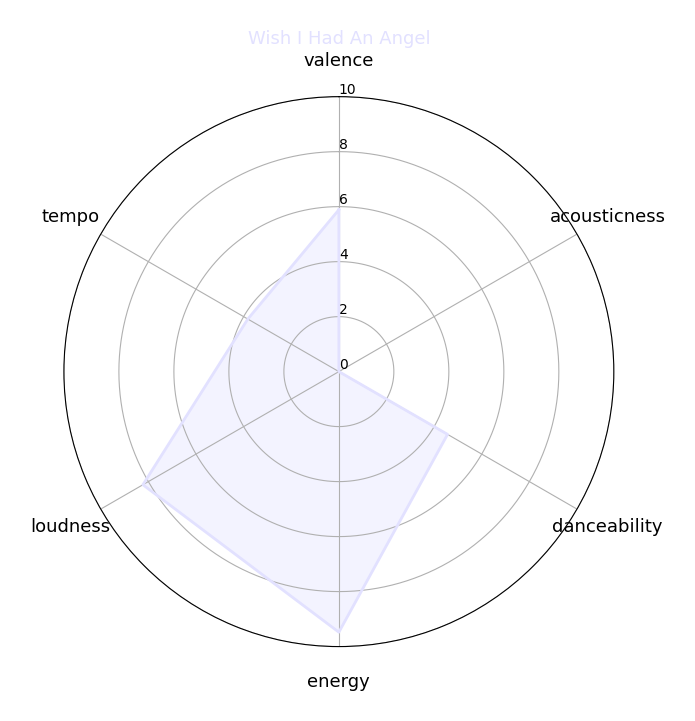 Wish I Had An Angel
valence
10
8
6
4
2
0
tempo
acousticness
loudness
danceability
energy